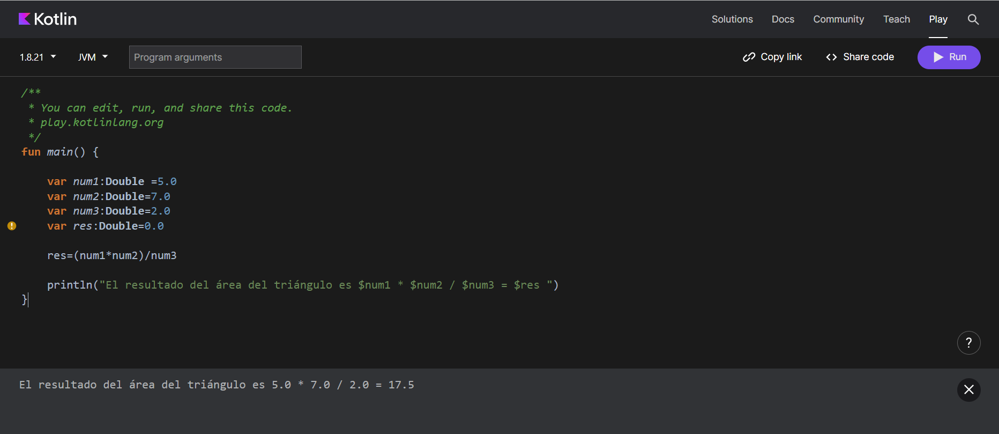 Kotlin
Solutions Docs Community Teach Play
1.8.21 JVM Program arguments Copy link <> Share code Run
/**
 * You can edit, run, and share this code.
 * play.kotlinlang.org
 */
fun main() {
    var num1:Double =5.0
    var num2:Double=7.0
    var num3:Double=2.0
    var res:Double=0.0
    res=(num1*num2)/num3
    println("El resultado del área del triángulo es $num1 * $num2 / $num3 = $res ")
}
?
El resultado del área del triángulo es 5.0 * 7.0 / 2.0 = 17.5